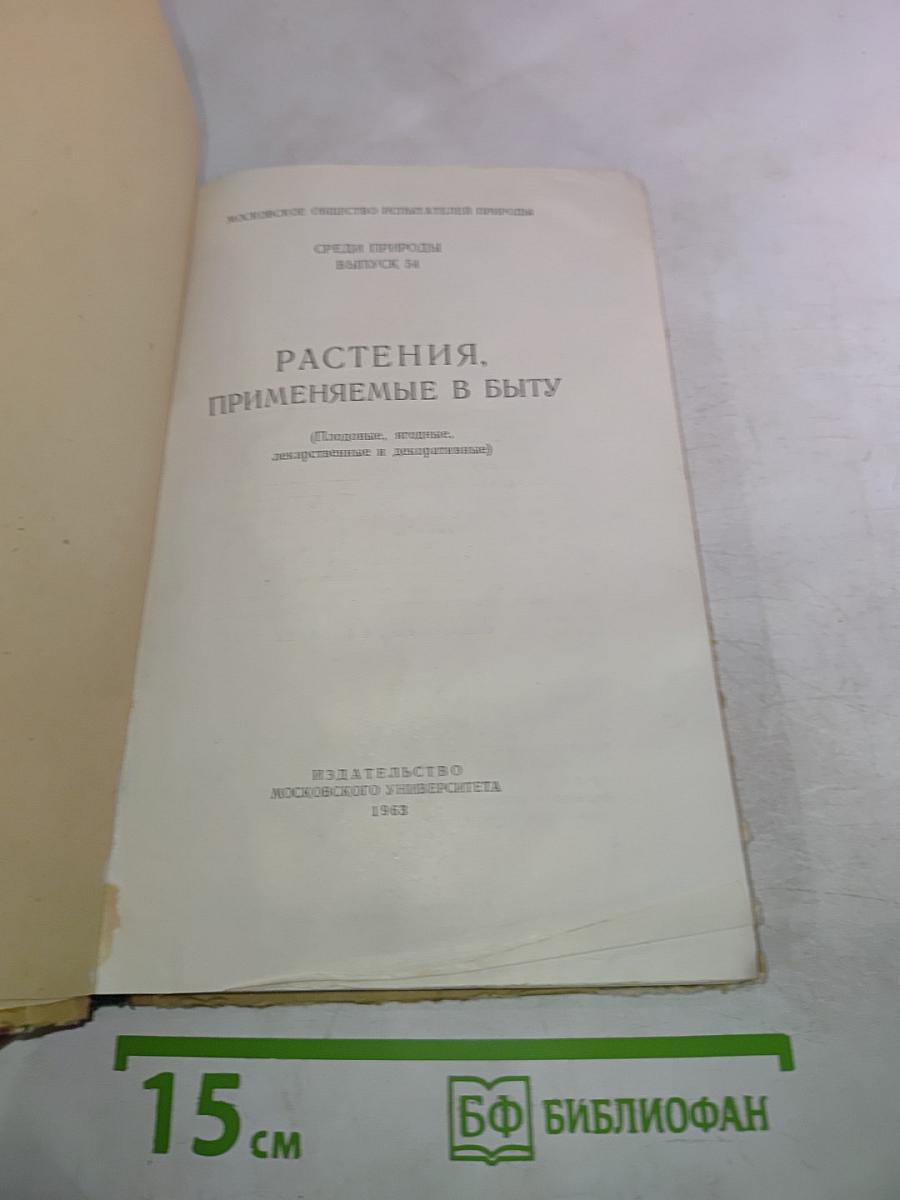 МОСКОВСКОЕ ОБЩЕСТВО ИСПЫТАТЕЛЕЙ ПРИРОДЫ
СРЕДИ ПРИРОДЫ
ВЫПУСК 54
РАСТЕНИЯ,
ПРИМЕНЯЕМЫЕ В БЫТУ
(Плодовые, ягодные,
лекарственные и декоративные)
ИЗДАТЕЛЬСТВО
МОСКОВСКОГО УНИВЕРСИТЕТА
1963
15 см
БФ БИБЛИОФАН